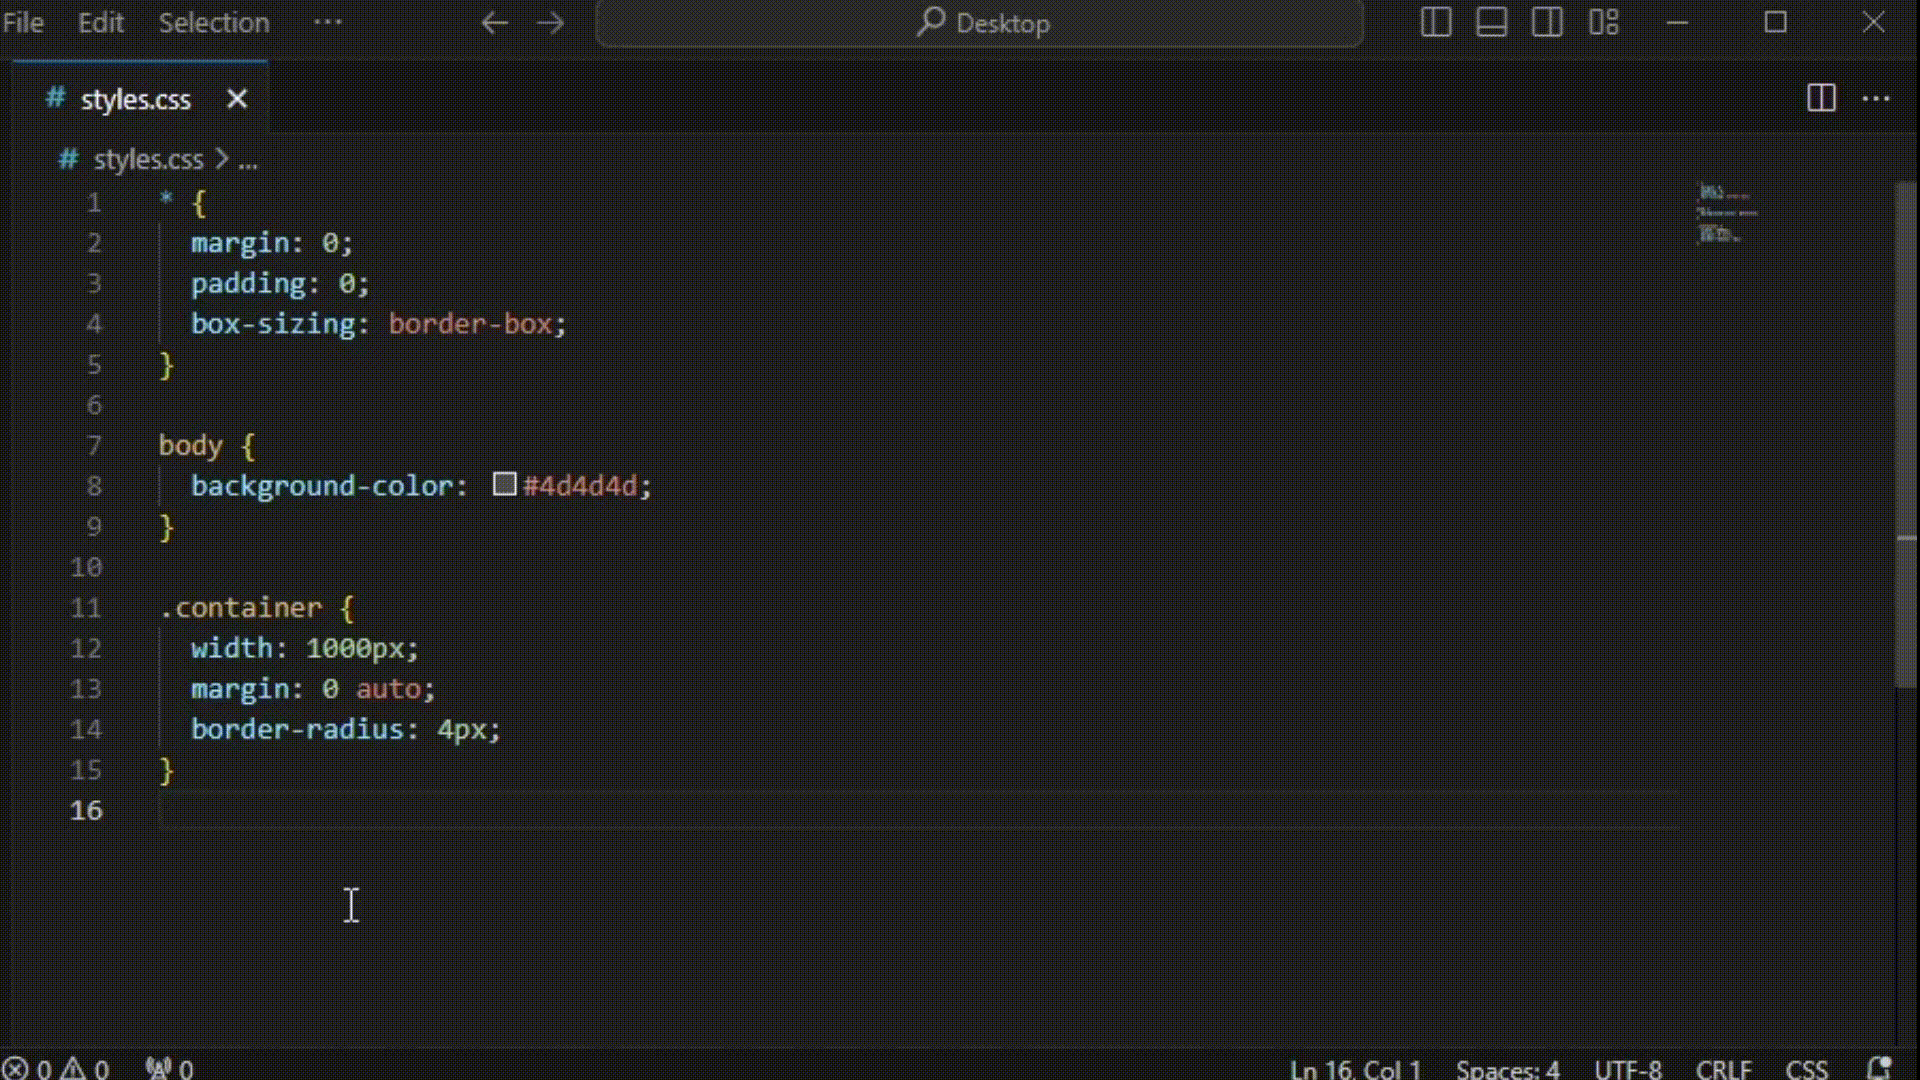 File Edit Selection ··· Desktop
# styles.css
# styles.css > ...
1 * {
2 margin: 0;
3 padding: 0;
4 box-sizing: border-box;
5 }
6
7 body {
8 background-color: #4d4d4d;
9 }
10
11 .container {
12 width: 1000px;
13 margin: 0 auto;
14 border-radius: 4px;
15 }
16
0 0 0 Ln 16, Col 1 Spaces: 4 UTF-8 CRLF CSS